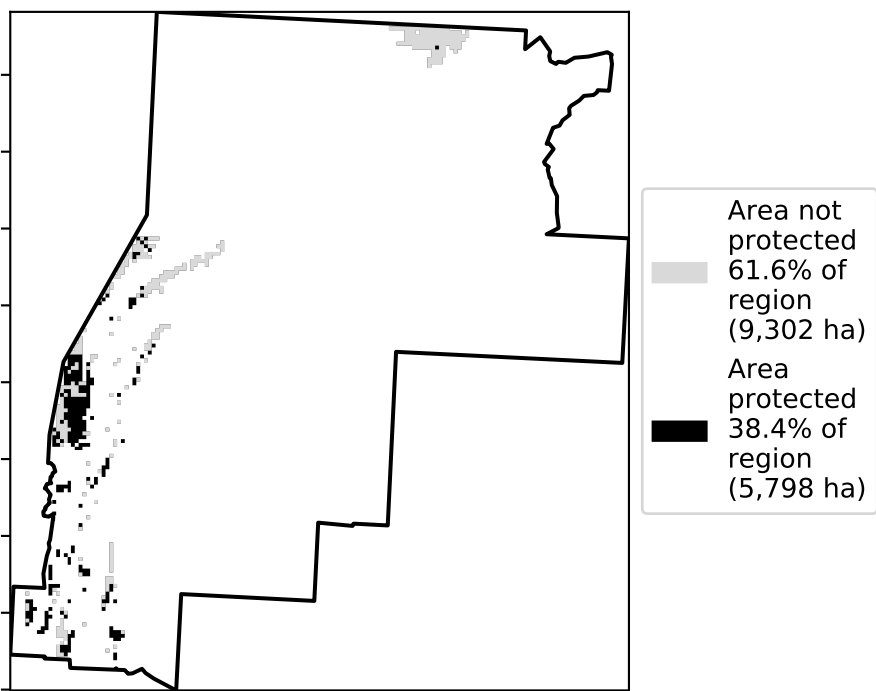 Area not
protected
61.6% of
region
(9,302 ha)
Area
protected
38.4% of
region
(5,798 ha)